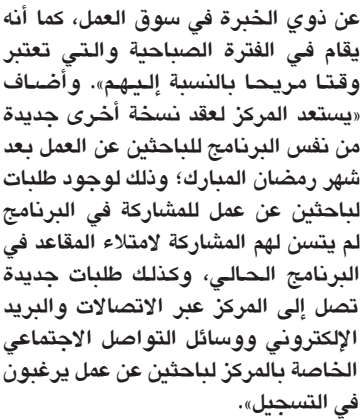 عن ذوي الخبرة في سوق العمل، كما أنه
يقام في الفترة الصباحية والتي تعتبر
وقتا مريحا بالنسبة إليهم». وأضاف
«يستعد المركز لعقد نسخة أخرى جديدة
من نفس البرنامج للباحثين عن العمل بعد
شهر رمضان المبارك؛ وذلك لوجود طلبات
لباحثين عن عمل للمشاركة في البرنامج
لم يتسن لهم المشاركة لامتلاء المقاعد في
البرنامج الحالي، وكذلك طلبات جديدة
تصل إلى المركز عبر الاتصالات والبريد
الإلكتروني ووسائل التواصل الاجتماعي
الخاصة بالمركز لباحثين عن عمل يرغبون
في التسجيل».